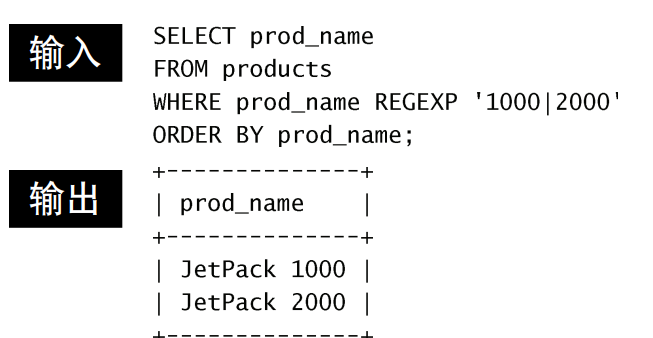 输入
SELECT prod_name
FROM products
WHERE prod_name REGEXP '1000|2000'
ORDER BY prod_name;
输出
+--------------+
| prod_name    |
+--------------+
| JetPack 1000 |
| JetPack 2000 |
+--------------+